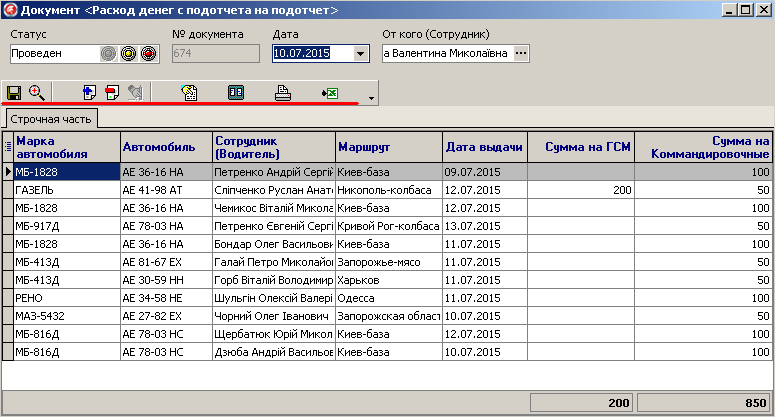 Документ <Расход денег с подотчета на подотчет>
Статус № документа Дата От кого (Сотрудник)
Проведен 674 10.07.2015 а Валентина Миколаївна ...
Строчная часть
Марка автомобиля Автомобиль Сотрудник (Водитель) Маршрут Дата выдачи Сумма на ГСМ Сумма на Коммандировочные
МБ-1828 АЕ 36-16 НА Петренко Андрій Сергій Киев-база 09.07.2015 100
ГАЗЕЛЬ АЕ 41-98 АТ Сліпченко Руслан Анат Никополь-колбаса 12.07.2015 200 50
МБ-1828 АЕ 36-16 НА Чемикос Віталій Микола Киев-база 12.07.2015 100
МБ-917Д АЕ 78-03 НА Петренко Євгеній Сергі Кривой Рог-колбаса 13.07.2015 50
МБ-1828 АЕ 36-16 НА Бондар Олег Васильови Киев-база 11.07.2015 100
МБ-413Д АЕ 81-67 ЕХ Галай Петро Миколайо Запорожье-мясо 11.07.2015 50
МБ-413Д АЕ 30-59 НН Горб Віталій Володимир Харьков 11.07.2015 50
РЕНО АЕ 34-58 НЕ Шульгін Олексій Валері Одесса 11.07.2015 100
МАЗ-5432 АЕ 27-82 ЕХ Чорний Олег Іванович Запорожская област 10.07.2015 50
МБ-816Д АЕ 78-03 НС Щербатюк Юрій Микол Киев-база 12.07.2015 100
МБ-816Д АЕ 78-03 НС Дзюба Андрій Васильов Киев-база 10.07.2015 100
200 850